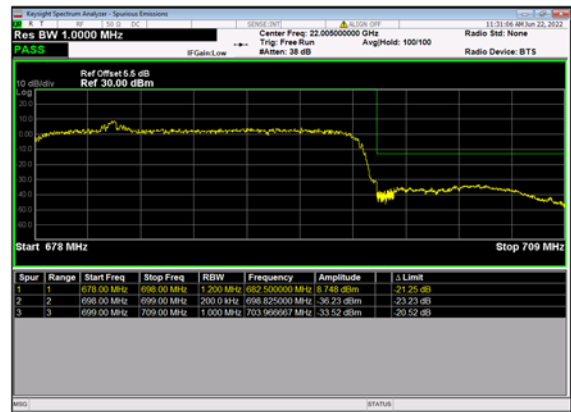 Keysight Spectrum Analyzer - Spurious Emissions
R T RF 50 Ω DC SENSE:INT ALIGN OFF 11:31:06 AM Jun 22, 2022
Res BW 1.0000 MHz Center Freq: 22.005000000 GHz Radio Std: None
Trig: Free Run Avg|Hold: 100/100
PASS IFGain:Low #Atten: 38 dB Radio Device: BTS
Ref Offset 5.5 dB
10 dB/div Ref 30.00 dBm
Log
20.0
10.0
0.00
-10.0
-20.0
-30.0
-40.0
-50.0
-60.0
Start 678 MHz Stop 709 MHz
Spur Range Start Freq Stop Freq RBW Frequency Amplitude Δ Limit
1 1 678.00 MHz 698.00 MHz 1.200 MHz 682.500000 MHz 8.748 dBm -21.25 dB
2 2 698.00 MHz 699.00 MHz 200.0 kHz 698.825000 MHz -36.23 dBm -23.23 dB
3 3 699.00 MHz 709.00 MHz 1.000 MHz 703.966667 MHz -33.52 dBm -20.52 dB
MSG STATUS